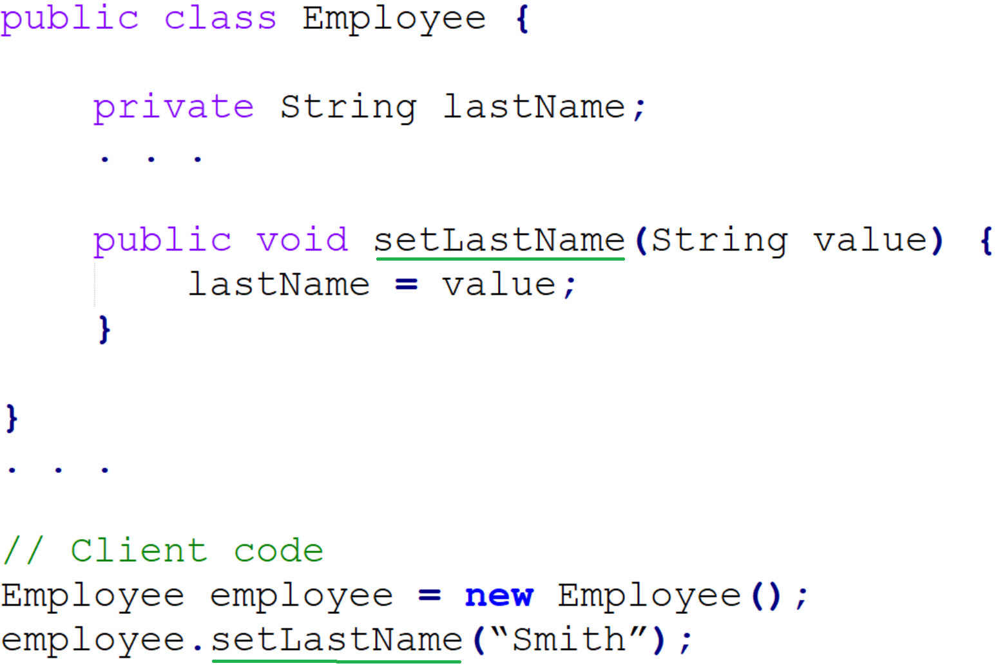 public class Employee {
private String lastName;
. . .
public void setLastName(String value) {
lastName = value;
}
}
. . .
// Client code
Employee employee = new Employee();
employee.setLastName(“Smith”);